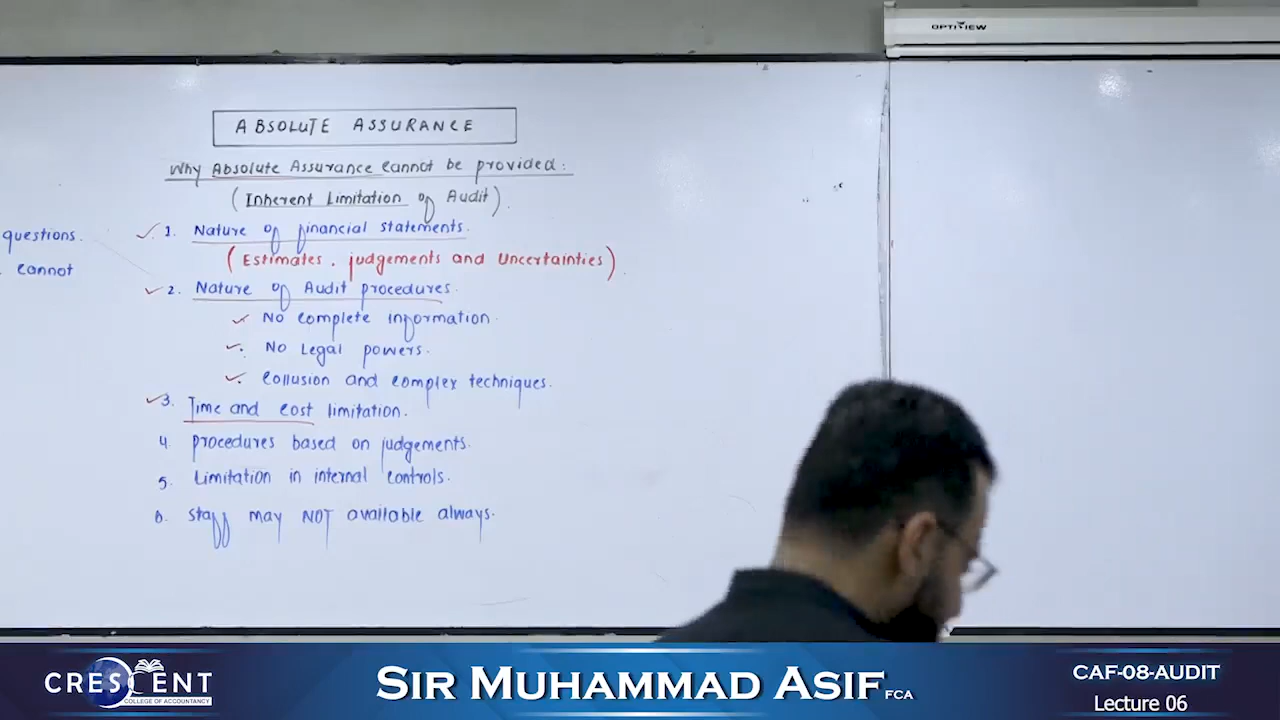 OPTIVIEW
ABSOLUTE ASSURANCE
Why Absolute Assurance cannot be provided:
(Inherent Limitation of Audit).
questions.
cannot
1. Nature of financial statements.
(Estimates, judgements and Uncertainties)
2. Nature of Audit procedures.
No complete information.
No Legal powers.
Collusion and complex techniques.
3. Time and cost limitation.
4. procedures based on judgements.
5. Limitation in internal controls.
6. Staff may NOT available always.
CRESCENT
COLLEGE OF ACCOUNTANCY
SIR MUHAMMAD ASIF FCA
CAF-08-AUDIT
Lecture 06